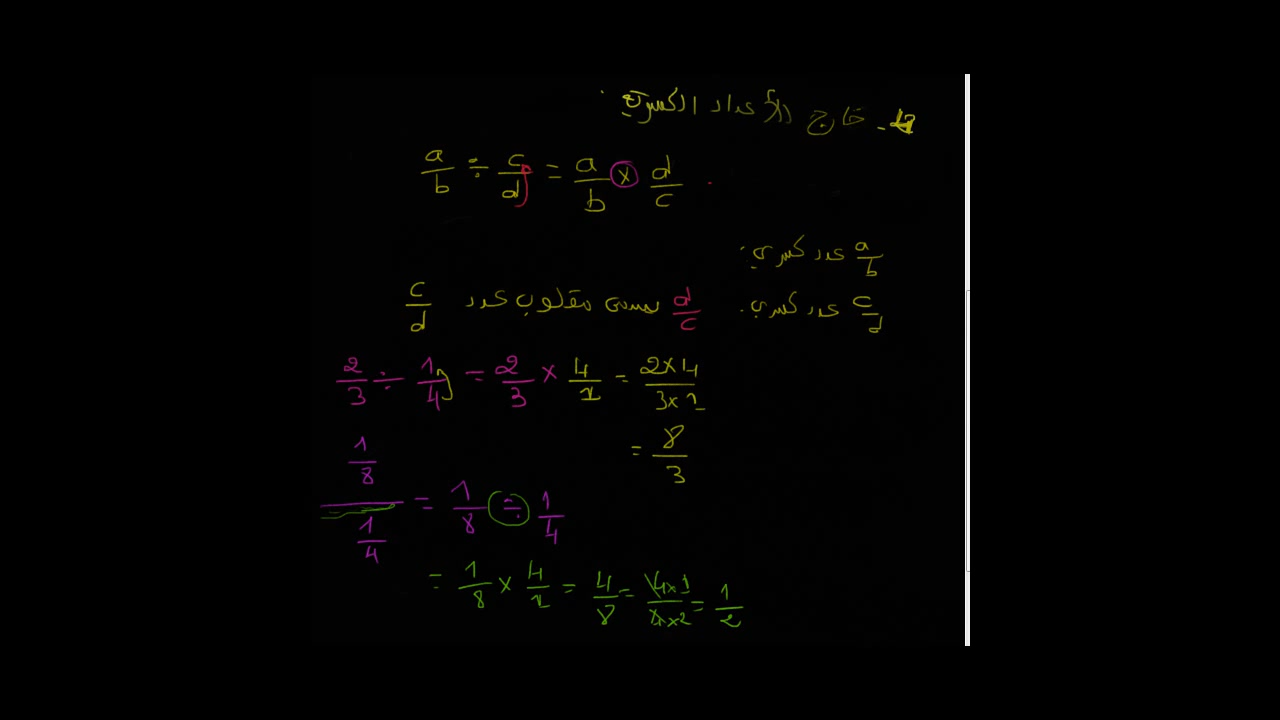 4- خارج الأعداد الكسرية :
a/b ÷ c/d = a/b × d/c .
a/b عدد كسري :
c/d عدد كسري . d/c يسمى مقلوب عدد c/d
2/3 ÷ 1/4 = 2/3 × 4/1 = 2×4/3×1
= 8/3
1/8 / 1/4 = 1/8 ÷ 1/4
= 1/8 × 4/1 = 4/8 = 4×1/4×2 = 1/2